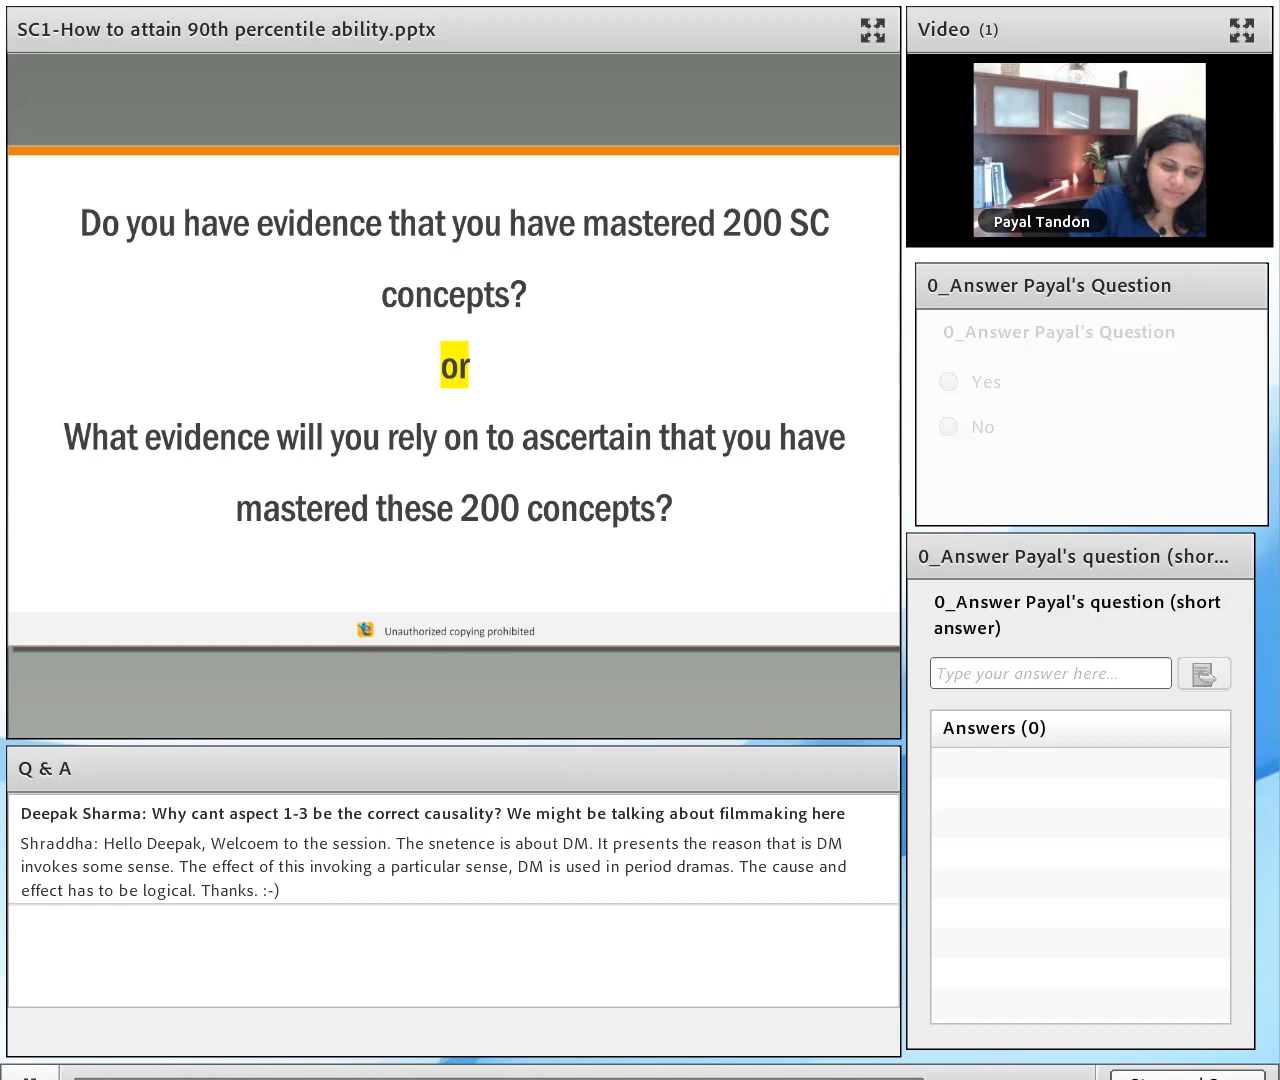 SC1-How to attain 90th percentile ability.pptx
Do you have evidence that you have mastered 200 SC
concepts?
or
What evidence will you rely on to ascertain that you have
mastered these 200 concepts?
Unauthorized copying prohibited
Q & A
Deepak Sharma: Why cant aspect 1-3 be the correct causality? We might be talking about filmmaking here
Shraddha: Hello Deepak, Welcoem to the session. The snetence is about DM. It presents the reason that is DM
invokes some sense. The effect of this invoking a particular sense, DM is used in period dramas. The cause and
effect has to be logical. Thanks. :-)
Video (1)
Payal Tandon
0_Answer Payal's Question
0_Answer Payal's Question
Yes
No
0_Answer Payal's question (shor...
0_Answer Payal's question (short
answer)
Type your answer here...
Answers (0)